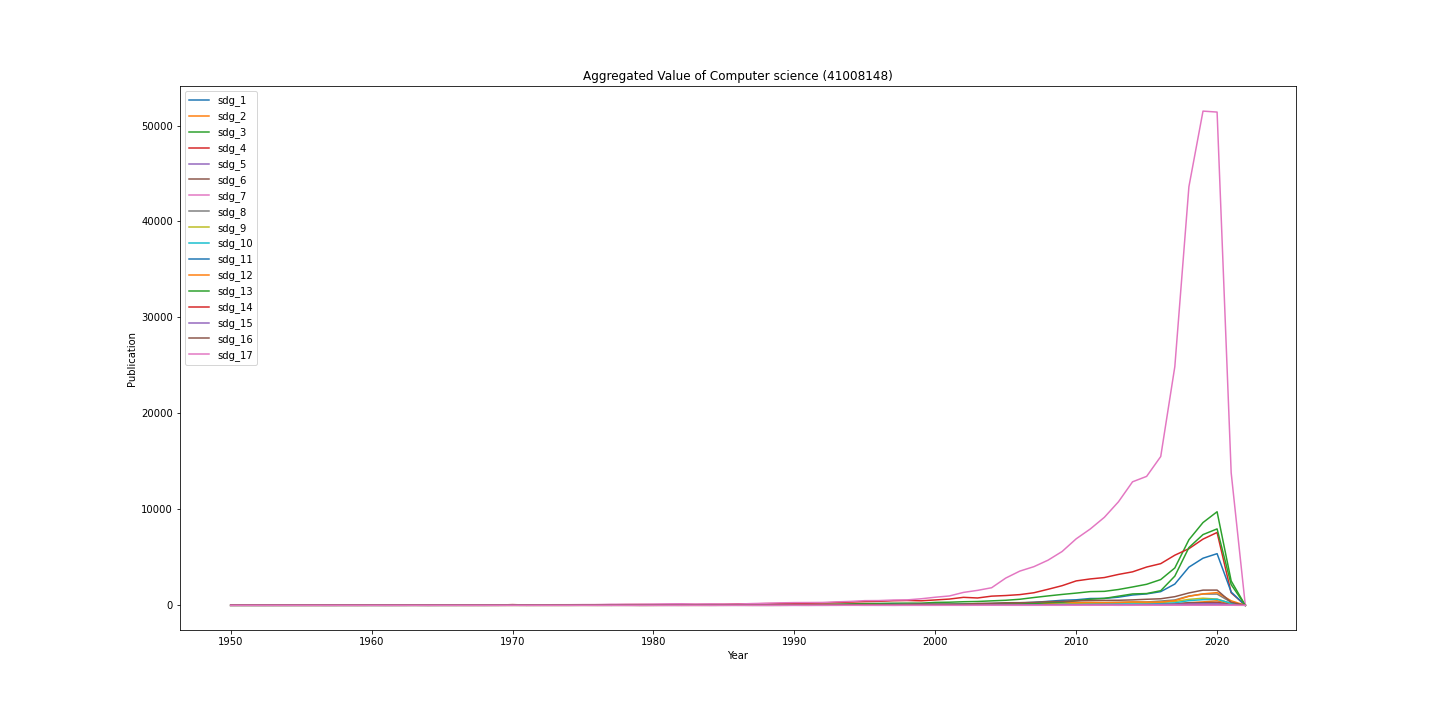 Aggregated Value of Computer science (41008148)
sdg_1
sdg_2
sdg_3
sdg_4
sdg_5
sdg_6
sdg_7
sdg_8
sdg_9
sdg_10
sdg_11
sdg_12
sdg_13
sdg_14
sdg_15
sdg_16
sdg_17
50000
40000
30000
20000
10000
0
Publication
1950 1960 1970 1980 1990 2000 2010 2020
Year